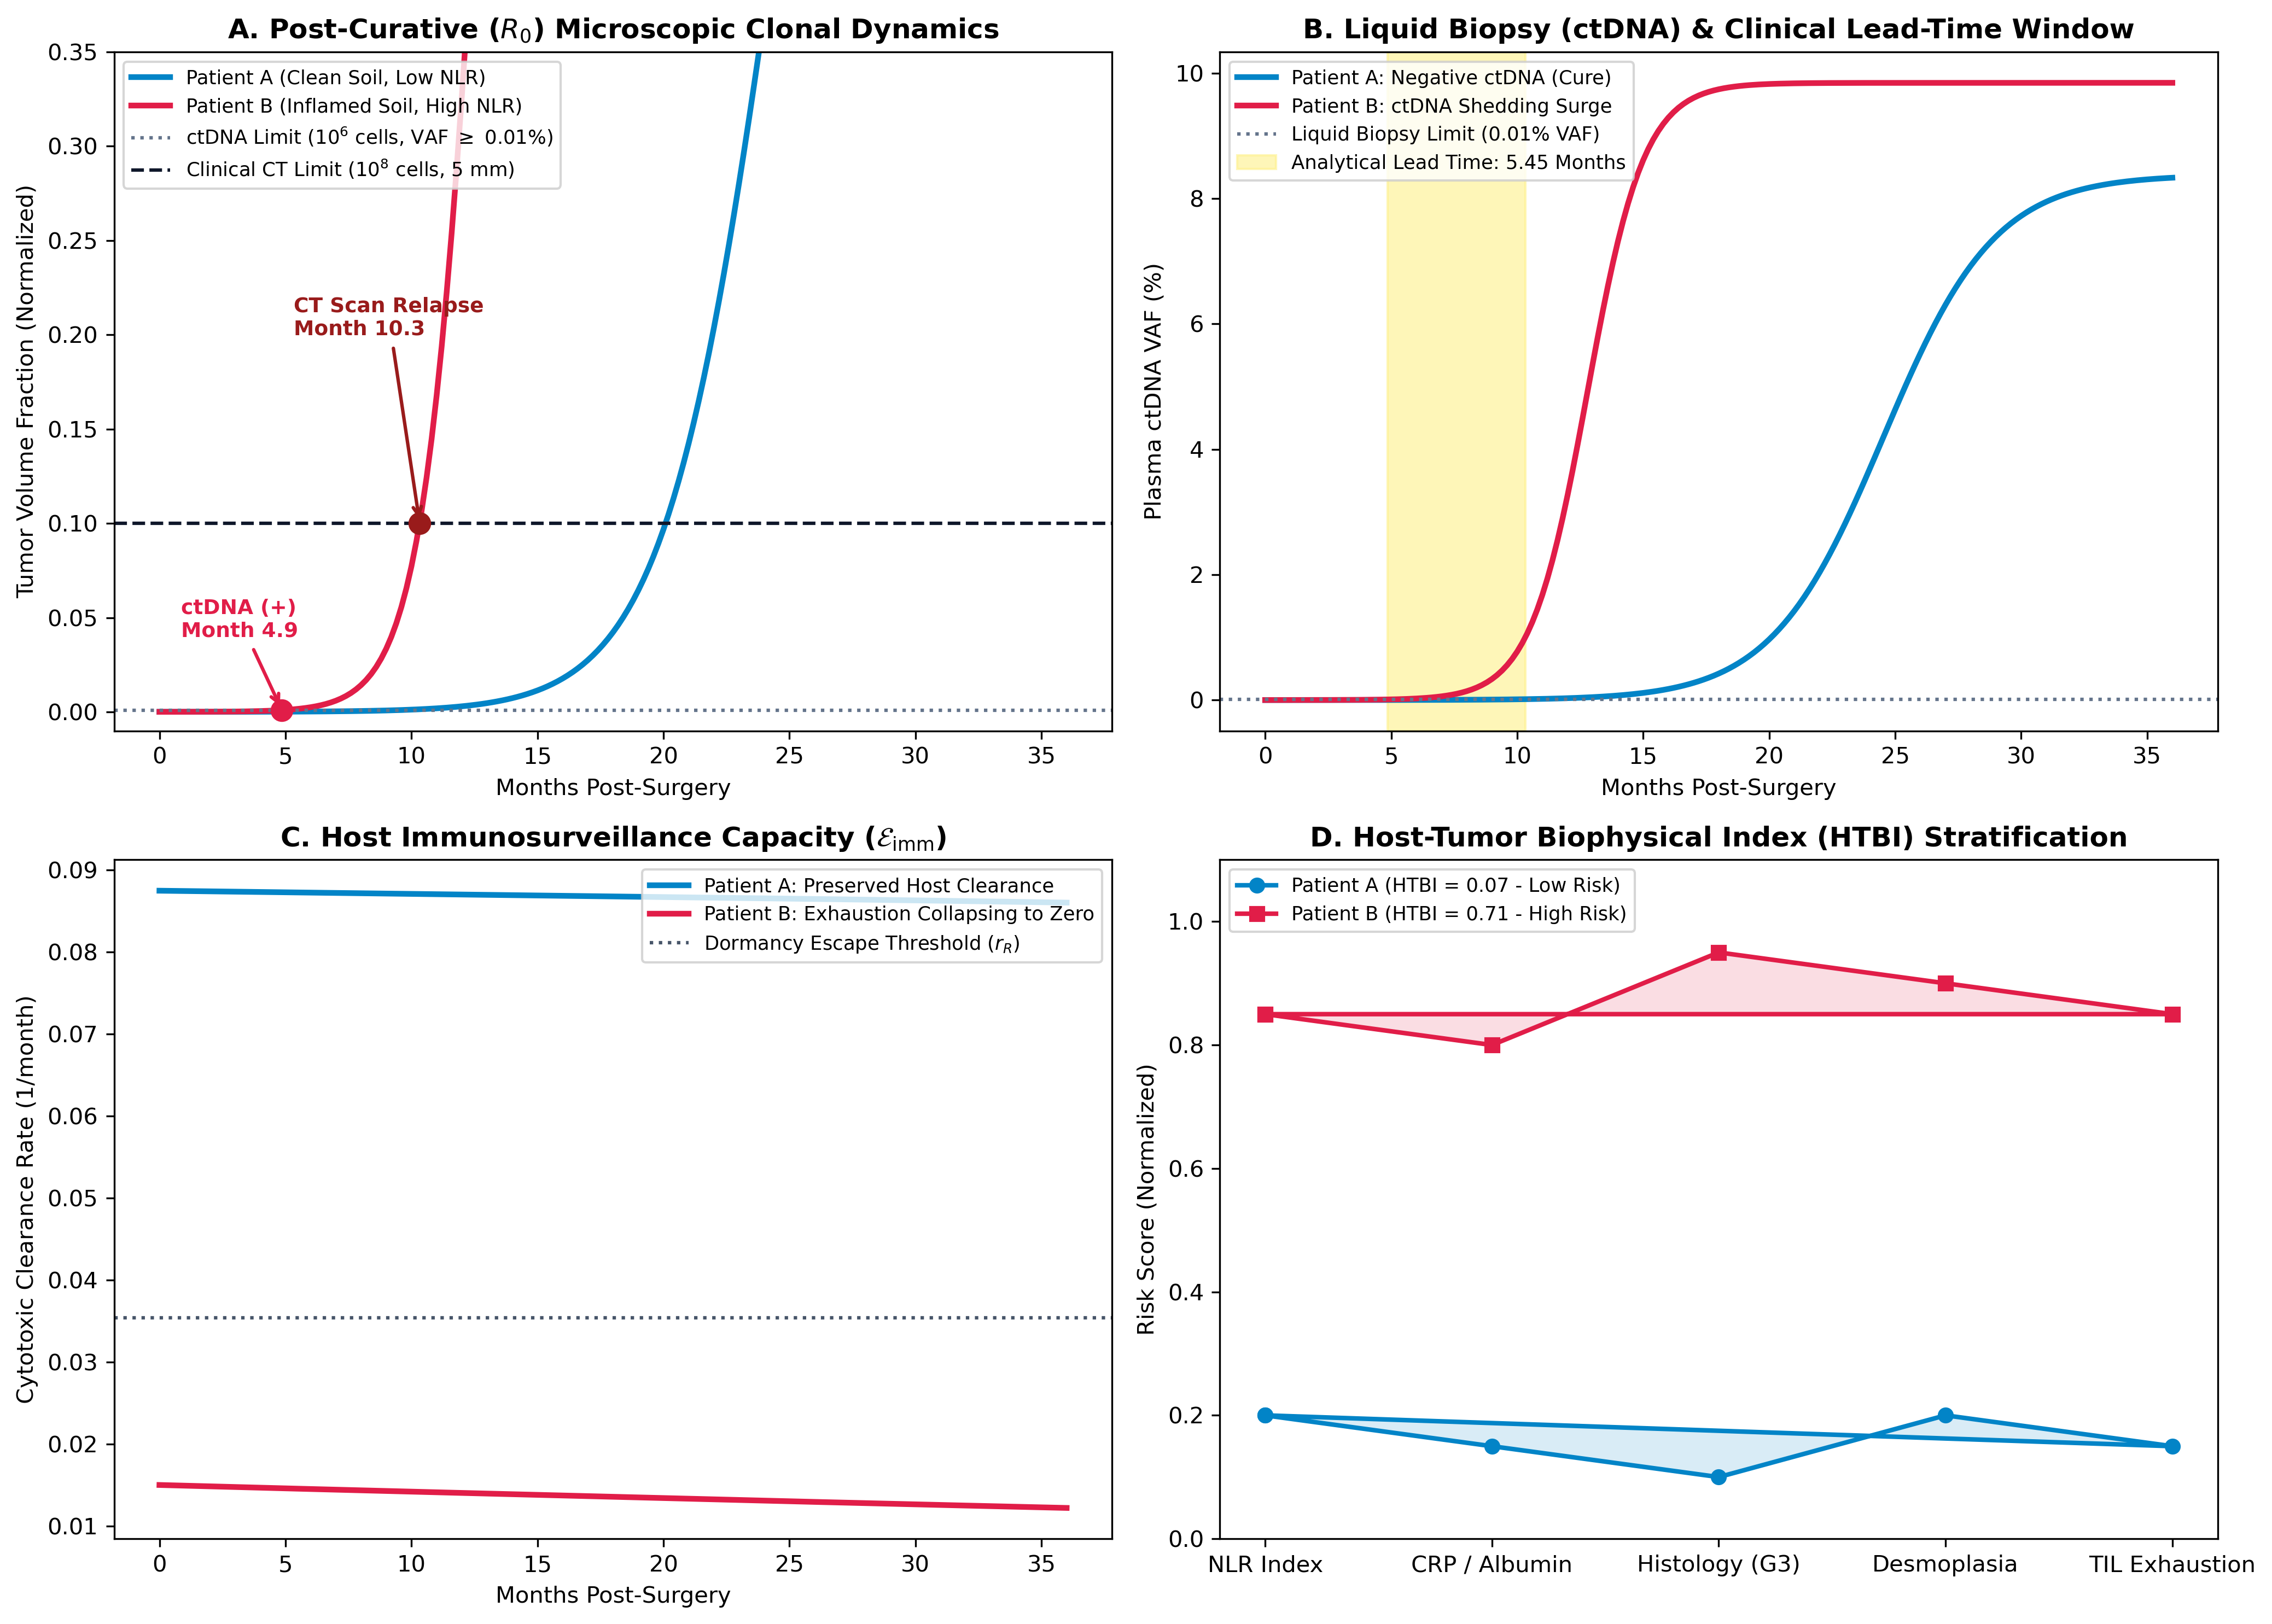 A. Post-Curative (R₀) Microscopic Clonal Dynamics
Tumor Volume Fraction (Normalized)
0.35
0.30
0.25
0.20
0.15
0.10
0.05
0.00
Patient A (Clean Soil, Low NLR)
Patient B (Inflamed Soil, High NLR)
ctDNA Limit (10⁶ cells, VAF ≥ 0.01%)
Clinical CT Limit (10⁸ cells, 5 mm)
CT Scan Relapse
Month 10.3
ctDNA (+)
Month 4.9
0 5 10 15 20 25 30 35
Months Post-Surgery
B. Liquid Biopsy (ctDNA) & Clinical Lead-Time Window
Plasma ctDNA VAF (%)
10
8
6
4
2
0
Patient A: Negative ctDNA (Cure)
Patient B: ctDNA Shedding Surge
Liquid Biopsy Limit (0.01% VAF)
Analytical Lead Time: 5.45 Months
0 5 10 15 20 25 30 35
Months Post-Surgery
C. Host Immunosurveillance Capacity (ℰimm)
Cytotoxic Clearance Rate (1/month)
0.09
0.08
0.07
0.06
0.05
0.04
0.03
0.02
0.01
Patient A: Preserved Host Clearance
Patient B: Exhaustion Collapsing to Zero
Dormancy Escape Threshold (r_R)
0 5 10 15 20 25 30 35
Months Post-Surgery
D. Host-Tumor Biophysical Index (HTBI) Stratification
Risk Score (Normalized)
1.0
0.8
0.6
0.4
0.2
0.0
Patient A (HTBI = 0.07 - Low Risk)
Patient B (HTBI = 0.71 - High Risk)
NLR Index CRP / Albumin Histology (G3) Desmoplasia TIL Exhaustion